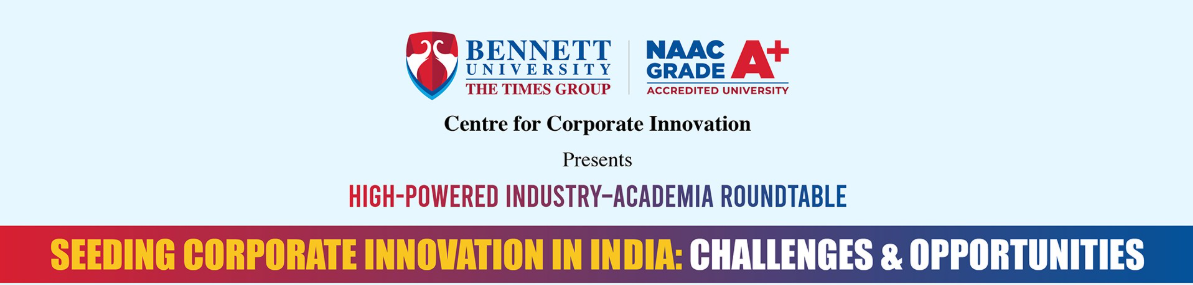 BENNETT
UNIVERSITY
THE TIMES GROUP
NAAC
GRADE A+
ACCREDITED UNIVERSITY
Centre for Corporate Innovation
Presents
HIGH-POWERED INDUSTRY–ACADEMIA ROUNDTABLE
SEEDING CORPORATE INNOVATION IN INDIA: CHALLENGES & OPPORTUNITIES